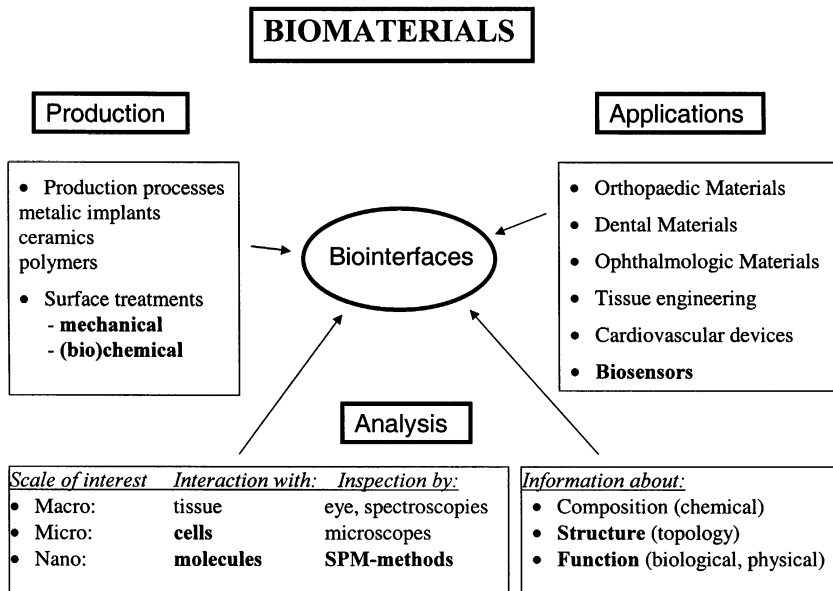 BIOMATERIALS
Production
• Production processes
metalic implants
ceramics
polymers
• Surface treatments
- mechanical
- (bio)chemical
Biointerfaces
Applications
• Orthopaedic Materials
• Dental Materials
• Ophthalmologic Materials
• Tissue engineering
• Cardiovascular devices
• Biosensors
Analysis
Scale of interest Interaction with: Inspection by:
• Macro: tissue eye, spectroscopies
• Micro: cells microscopes
• Nano: molecules SPM-methods
Information about:
• Composition (chemical)
• Structure (topology)
• Function (biological, physical)